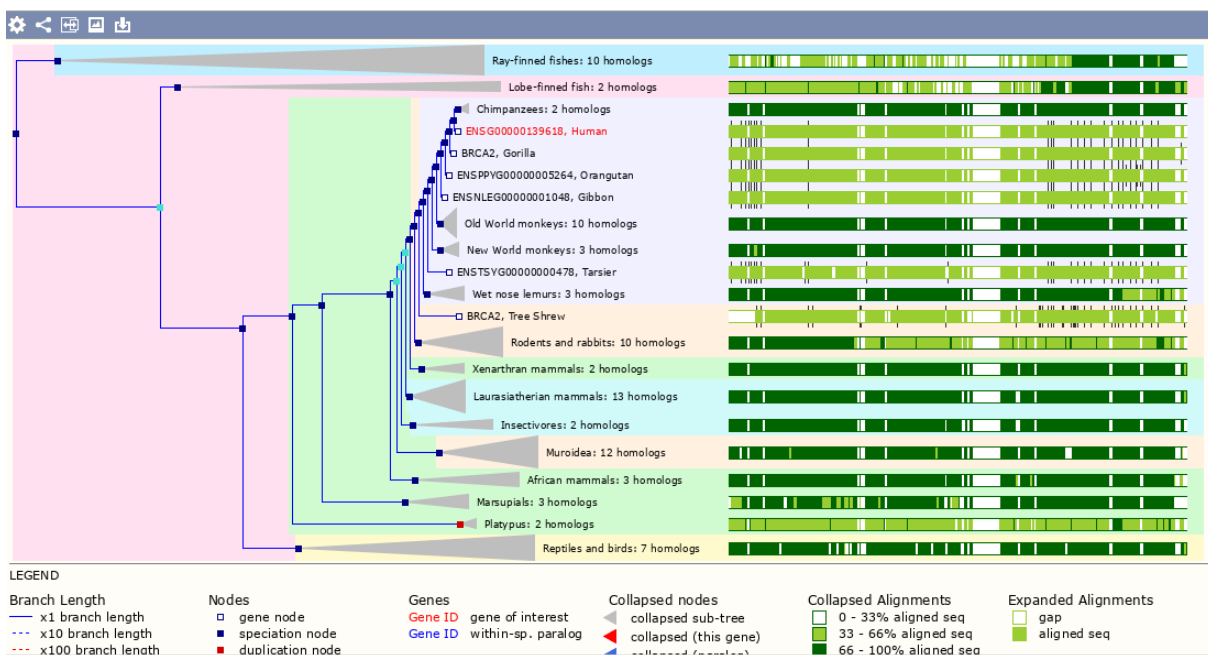 Ray-finned fishes: 10 homologs
Lobe-finned fish: 2 homologs
Chimpanzees: 2 homologs
ENSG00000139618, Human
BRCA2, Gorilla
ENSPPYG00000005264, Orangutan
ENSNLEG00000001048, Gibbon
Old World monkeys: 10 homologs
New World monkeys: 3 homologs
ENSTSYG00000000478, Tarsier
Wet nose lemurs: 3 homologs
BRCA2, Tree Shrew
Rodents and rabbits: 10 homologs
Xenarthran mammals: 2 homologs
Laurasiatherian mammals: 13 homologs
Insectivores: 2 homologs
Muroidea: 12 homologs
African mammals: 3 homologs
Marsupials: 3 homologs
Platypus: 2 homologs
Reptiles and birds: 7 homologs
LEGEND
Branch Length
x1 branch length
x10 branch length
x100 branch length
Nodes
gene node
speciation node
duplication node
Genes
Gene ID gene of interest
Gene ID within-sp. paralog
Collapsed nodes
collapsed sub-tree
collapsed (this gene)
collapsed (paralog)
Collapsed Alignments
0 - 33% aligned seq
33 - 66% aligned seq
66 - 100% aligned seq
Expanded Alignments
gap
aligned seq